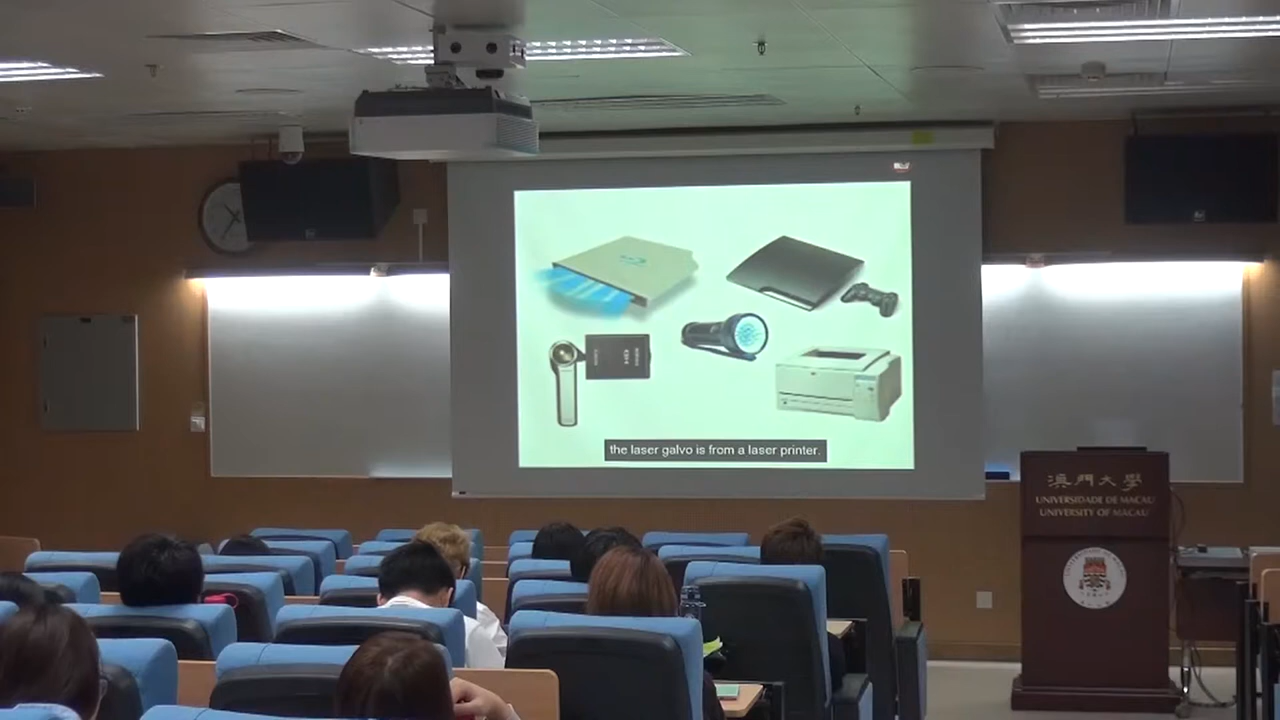 the laser galvo is from a laser printer.
澳門大學
UNIVERSIDADE DE MACAU
UNIVERSITY OF MACAU